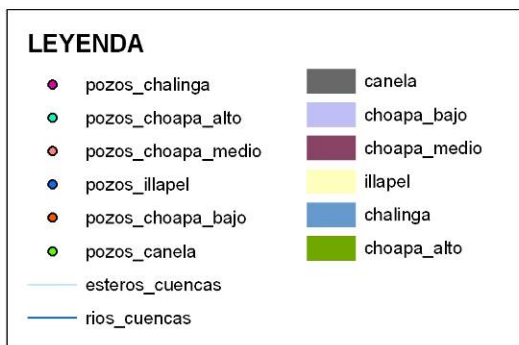 LEYENDA
pozos_chalinga
pozos_choapa_alto
pozos_choapa_medio
pozos_illapel
pozos_choapa_bajo
pozos_canela
esteros_cuencas
rios_cuencas
canela
choapa_bajo
choapa_medio
illapel
chalinga
choapa_alto